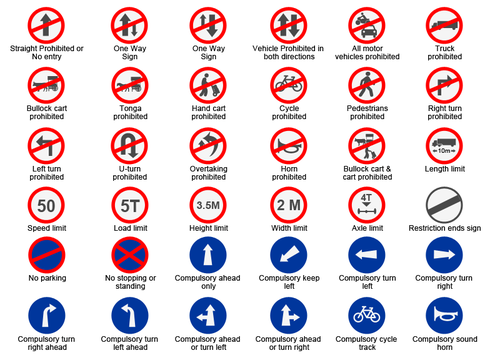 Straight Prohibited or
No entry
One Way
Sign
One Way
Sign
Vehicle Prohibited in
both directions
All motor
vehicles prohibited
Truck
prohibited
Bullock cart
prohibited
Tonga
prohibited
Hand cart
prohibited
Cycle
prohibited
Pedestrians
prohibited
Right turn
prohibited
Left turn
prohibited
U-turn
prohibited
Overtaking
prohibited
Horn
prohibited
Bullock cart &
cart prohibited
10m
Length limit
50
Speed limit
5T
Load limit
3.5M
Height limit
2 M
Width limit
4T
Axle limit
Restriction ends sign
No parking
No stopping or
standing
Compulsory ahead
only
Compulsory keep
left
Compulsory turn
left
Compulsory turn
right
Compulsory turn
right ahead
Compulsory turn
left ahead
Compulsory ahead
or turn left
Compulsory ahead
or turn right
Compulsory cycle
track
Compulsory sound
horn